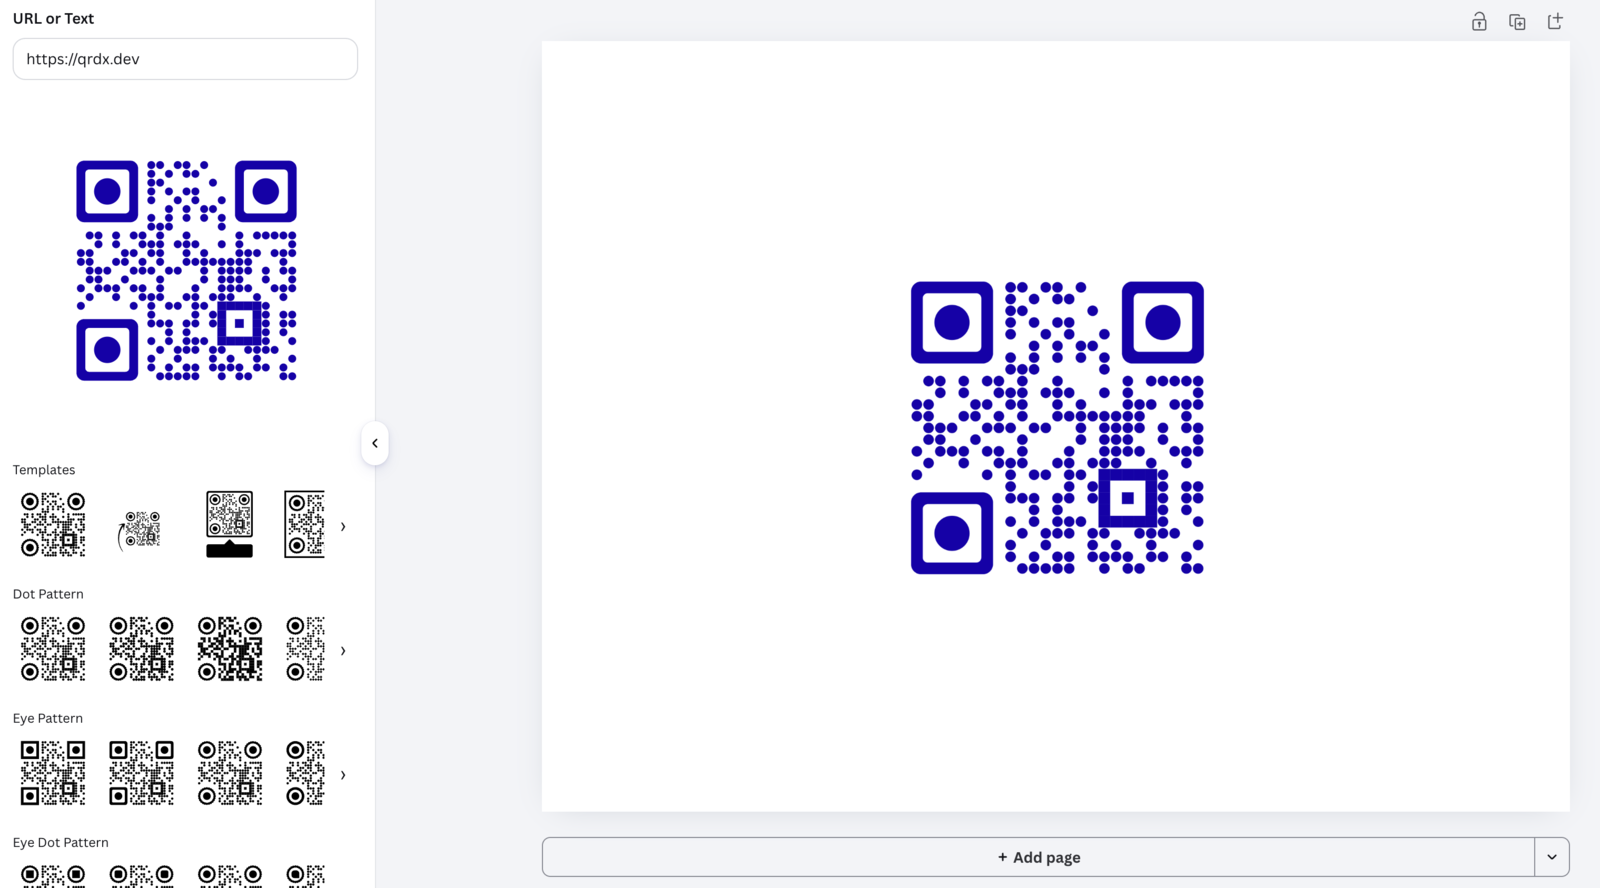 URL or Text
https://qrdx.dev
Templates
Dot Pattern
Eye Pattern
Eye Dot Pattern
+ Add page